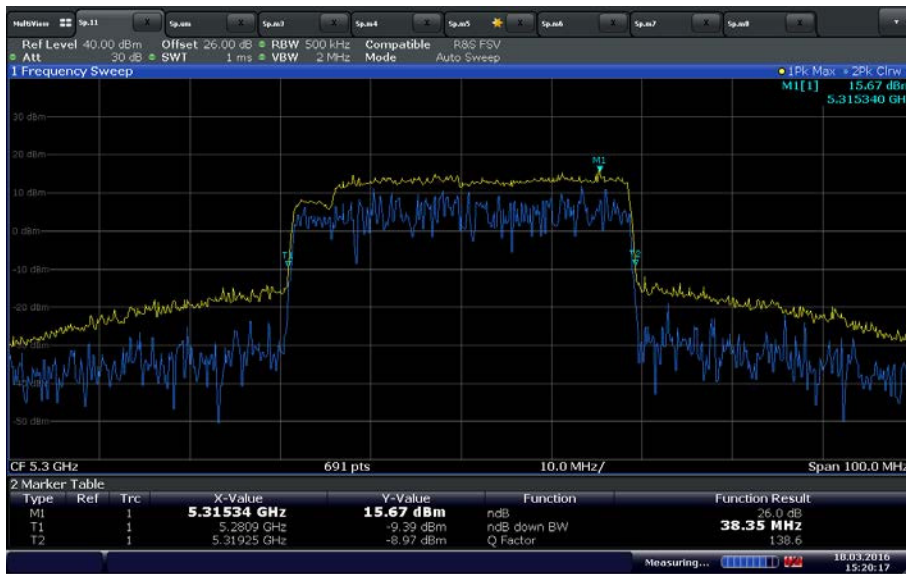 MultiView Sp.11 x Sp.um x Sp.m3 x Sp.m4 x Sp.m5 x Sp.m6 x Sp.m7 x Sp.m8 x
Ref Level 40.00 dBm Offset 26.00 dB RBW 500 kHz Compatible R&S FSV
Att 30 dB SWT 1 ms VBW 2 MHz Mode Auto Sweep
1 Frequency Sweep 1Pk Max 2Pk Clrw
M1[1] 15.67 dBm
5.315340 GH
30 dBm
20 dBm
M1
10 dBm
0 dBm
T1
-10 dBm
-20 dBm
-50 dBm
CF 5.3 GHz 691 pts 10.0 MHz/ Span 100.0 MHz
2 Marker Table
Type Ref Trc X-Value Y-Value Function Function Result
M1 1 5.31534 GHz 15.67 dBm ndB 26.0 dB
T1 1 5.2809 GHz -9.39 dBm ndB down BW 38.35 MHz
T2 1 5.31925 GHz -8.97 dBm Q Factor 138.6
Measuring... 18.03.2016
15:20:17